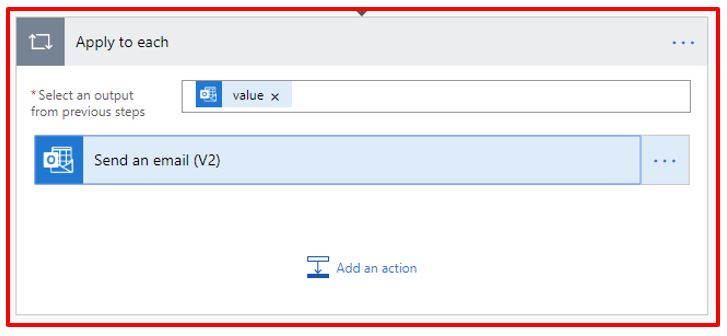 Apply to each
* Select an output
from previous steps
value ×
Send an email (V2)
Add an action